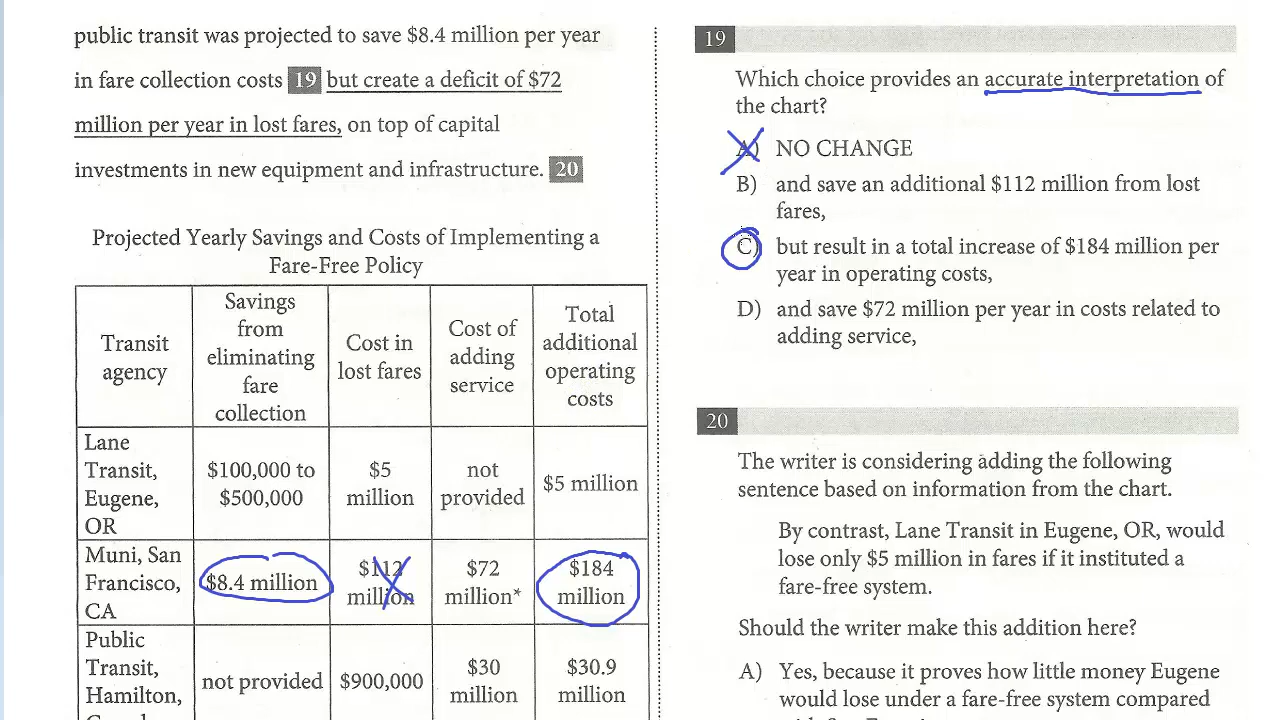 public transit was projected to save $8.4 million per year
in fare collection costs 19 but create a deficit of $72
million per year in lost fares, on top of capital
investments in new equipment and infrastructure. 20
Projected Yearly Savings and Costs of Implementing a
Fare-Free Policy
Transit
agency
Savings
from
eliminating
fare
collection
Cost in
lost fares
Cost of
adding
service
Total
additional
operating
costs
Lane
Transit,
Eugene,
OR
$100,000 to
$500,000
$5
million
not
provided
$5 million
Muni, San
Francisco,
CA
$8.4 million
$112
million
$72
million*
$184
million
Public
Transit,
Hamilton,
not provided
$900,000
$30
million
$30.9
million
19
Which choice provides an accurate interpretation of
the chart?
A) NO CHANGE
B) and save an additional $112 million from lost
fares,
C) but result in a total increase of $184 million per
year in operating costs,
D) and save $72 million per year in costs related to
adding service,
20
The writer is considering adding the following
sentence based on information from the chart.
By contrast, Lane Transit in Eugene, OR, would
lose only $5 million in fares if it instituted a
fare-free system.
Should the writer make this addition here?
A) Yes, because it proves how little money Eugene
would lose under a fare-free system compared